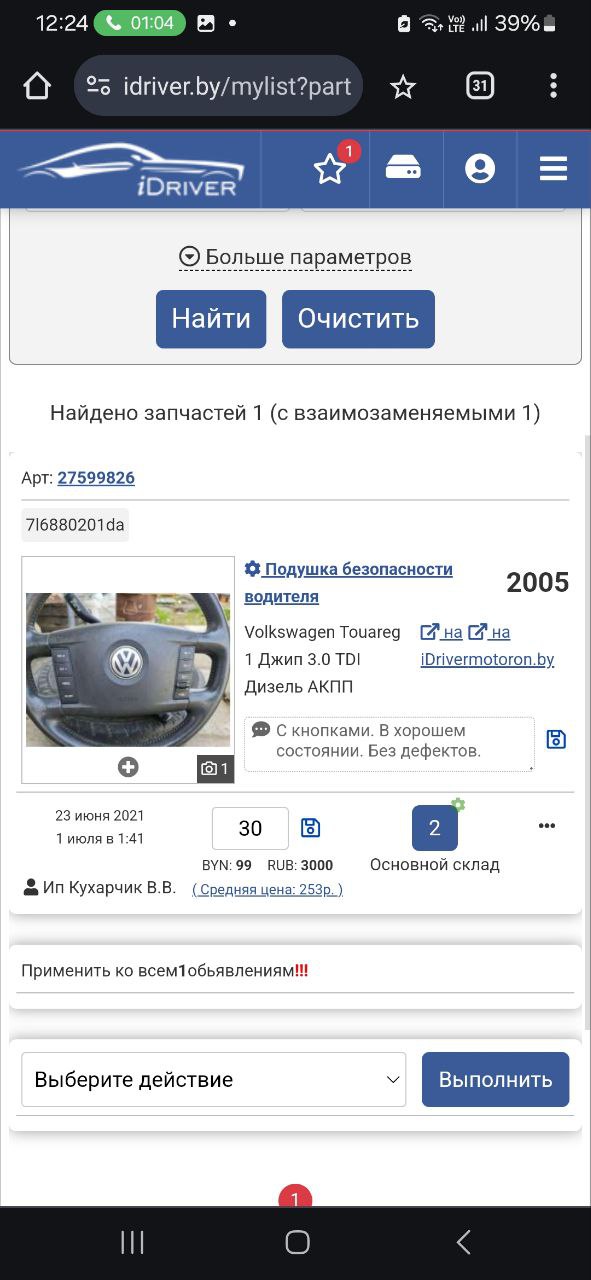 12:24 01:04 Vo)) LTE 39%
idriver.by/mylist?part 31
iDRIVER 1
Больше параметров
Найти Очистить
Найдено запчастей 1 (с взаимозаменяемыми 1)
Арт: 27599826
7l6880201da
Подушка безопасности
водителя
2005
Volkswagen Touareg
1 Джип 3.0 TDI
Дизель АКПП
на на
iDrivermotoron.by
С кнопками. В хорошем
состоянии. Без дефектов.
1
23 июня 2021
1 июля в 1:41
30
2
BYN: 99 RUB: 3000
Основной склад
Ип Кухарчик В.В.
( Средняя цена: 253р. )
Применить ко всем1обьявлениям!!!
Выберите действие
Выполнить
1